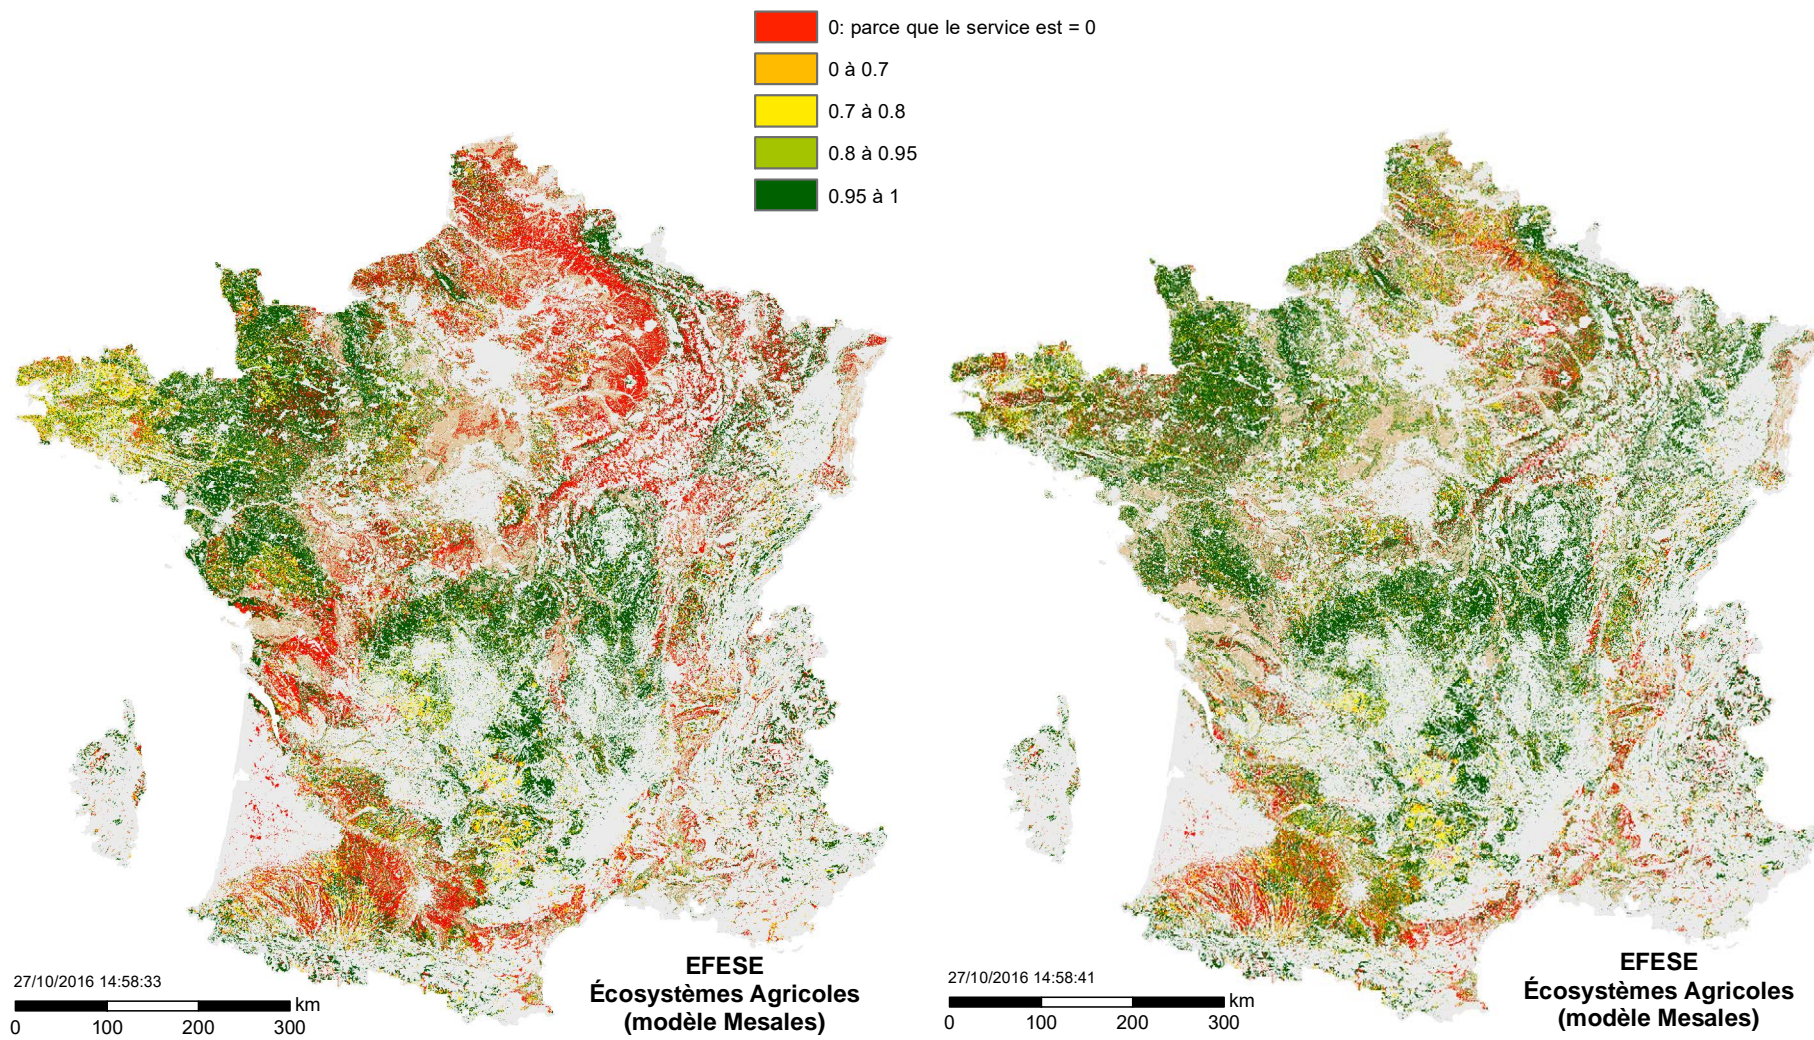 0: parce que le service est = 0
0 à 0.7
0.7 à 0.8
0.8 à 0.95
0.95 à 1
27/10/2016 14:58:33
km
0 100 200 300
EFESE
Écosystèmes Agricoles
(modèle Mesales)
27/10/2016 14:58:41
km
0 100 200 300
EFESE
Écosystèmes Agricoles
(modèle Mesales)